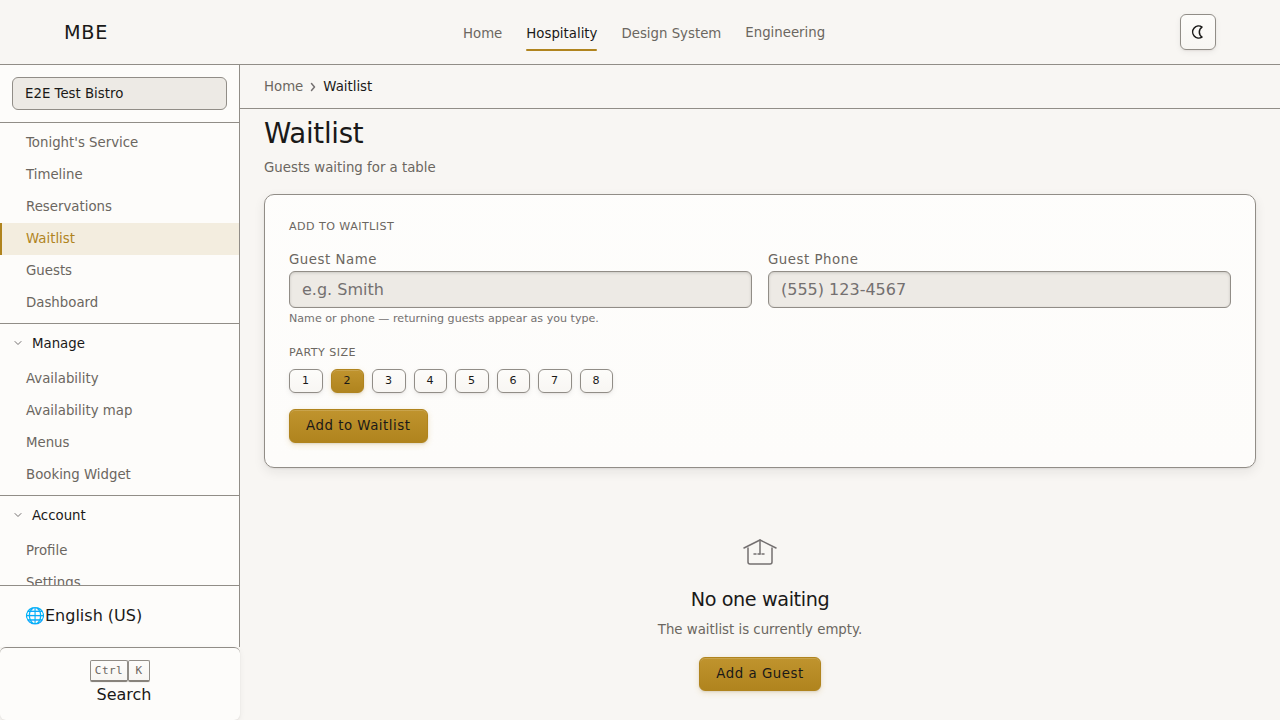 MBE
Home
Hospitality
Design System
Engineering
E2E Test Bistro
Tonight's Service
Timeline
Reservations
Waitlist
Guests
Dashboard
Manage
Availability
Availability map
Menus
Booking Widget
Account
Profile
Settings
🌐English (US)
Ctrl K
Search
Home > Waitlist
Waitlist
Guests waiting for a table
ADD TO WAITLIST
Guest Name
e.g. Smith
Name or phone — returning guests appear as you type.
Guest Phone
(555) 123-4567
PARTY SIZE
1 2 3 4 5 6 7 8
Add to Waitlist
No one waiting
The waitlist is currently empty.
Add a Guest